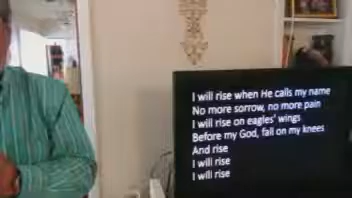 I will rise when He calls my name
No more sorrow, no more pain
I will rise on eagles' wings
Before my God, fall on my knees
And rise
I will rise
I will rise